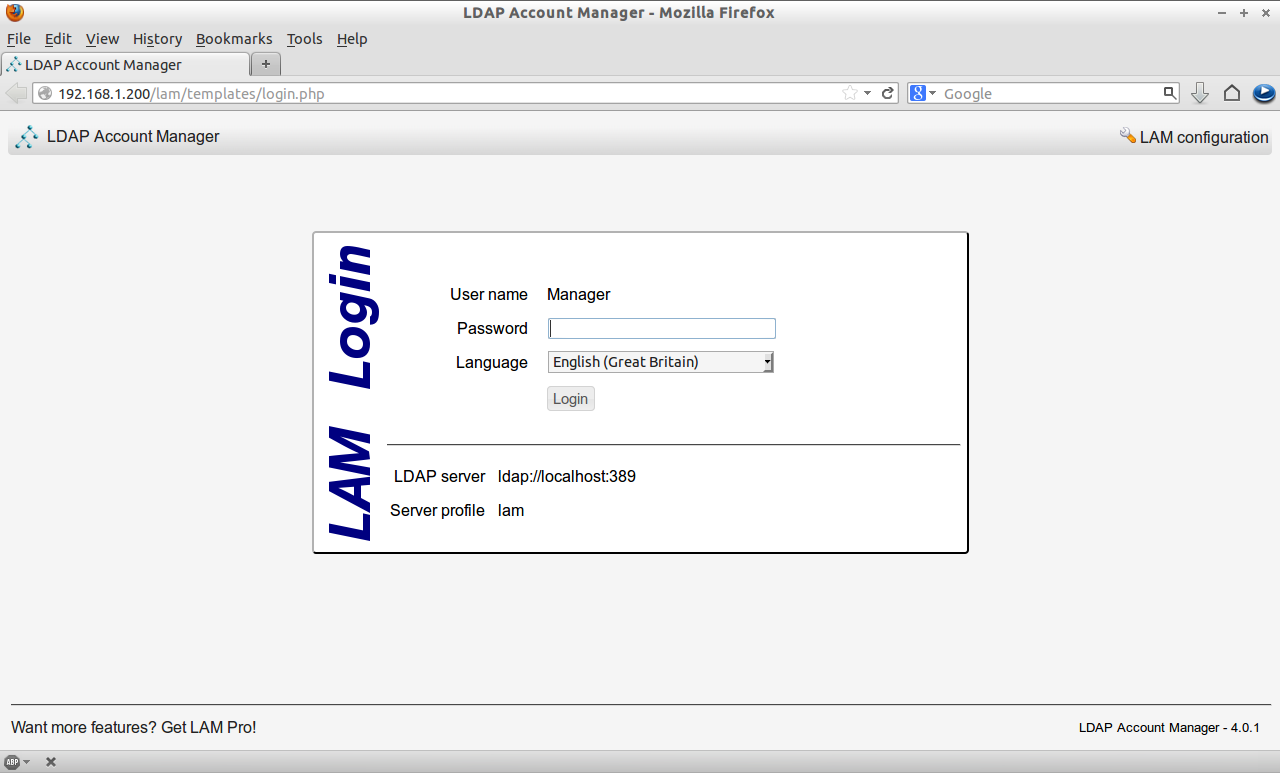 LDAP Account Manager - Mozilla Firefox
File Edit View History Bookmarks Tools Help
LDAP Account Manager
192.168.1.200/lam/templates/login.php
Google
LDAP Account Manager
LAM configuration
LAM Login
User name Manager
Password
Language English (Great Britain)
Login
LDAP server ldap://localhost:389
Server profile lam
Want more features? Get LAM Pro!
LDAP Account Manager - 4.0.1
ABP